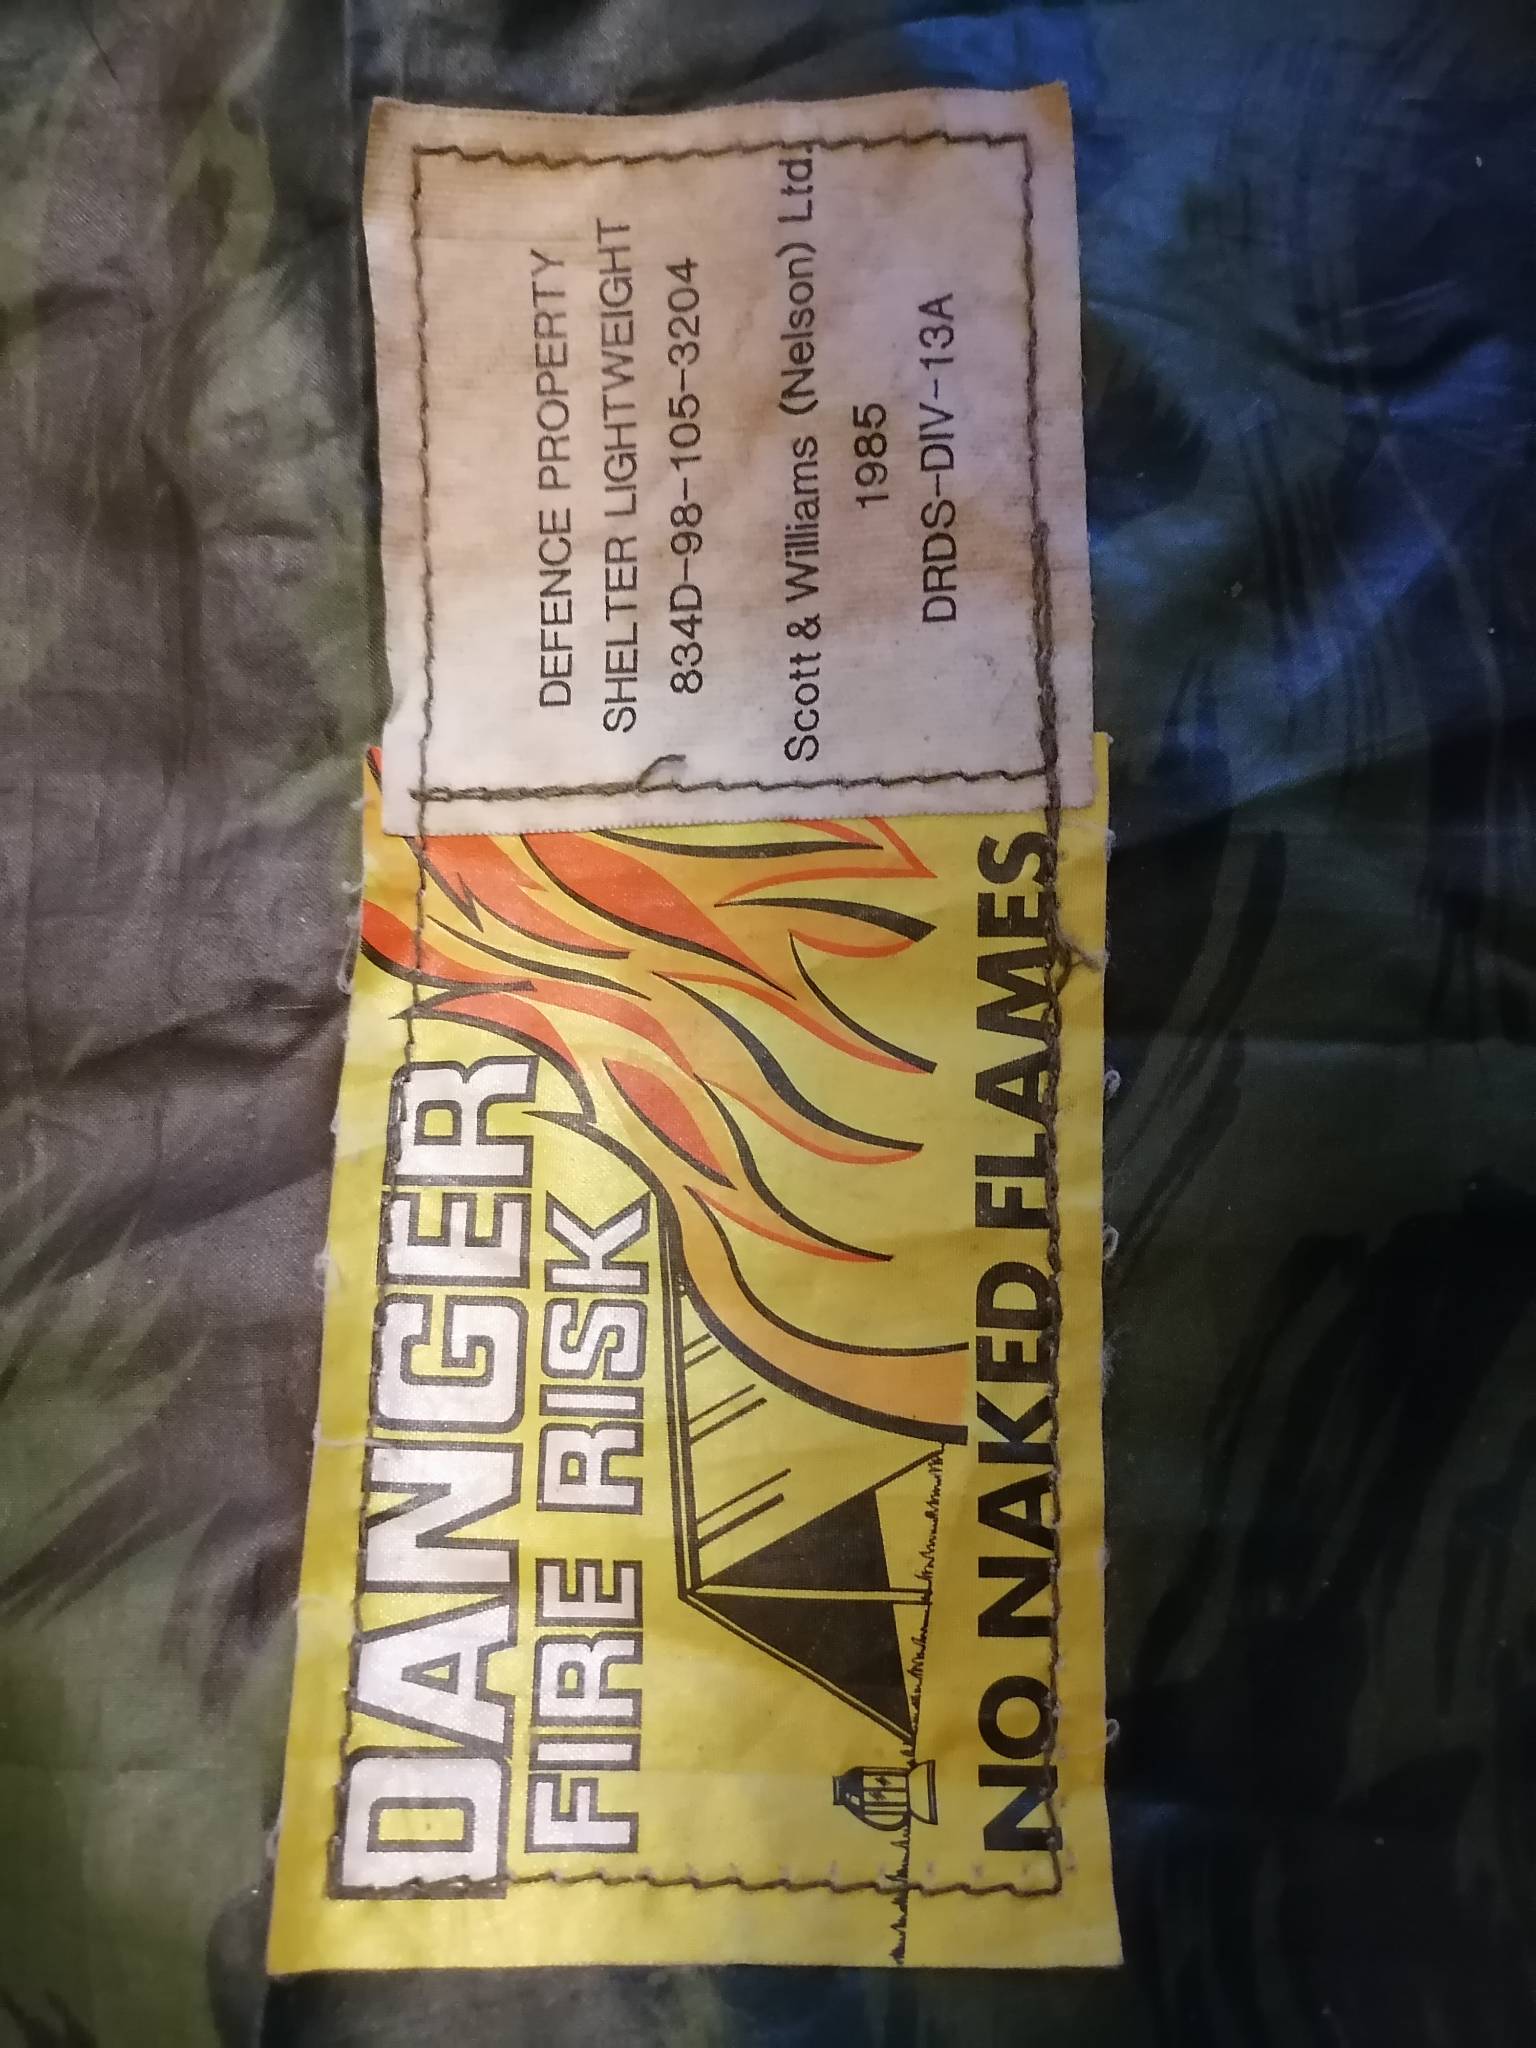 DANGER
FIRE RISK
NO NAKED FLAMES
DEFENCE PROPERTY
SHELTER LIGHTWEIGHT
834D-98-105-3204
Scott & Williams (Nelson) Ltd.
1985
DRDS-DIV-13A